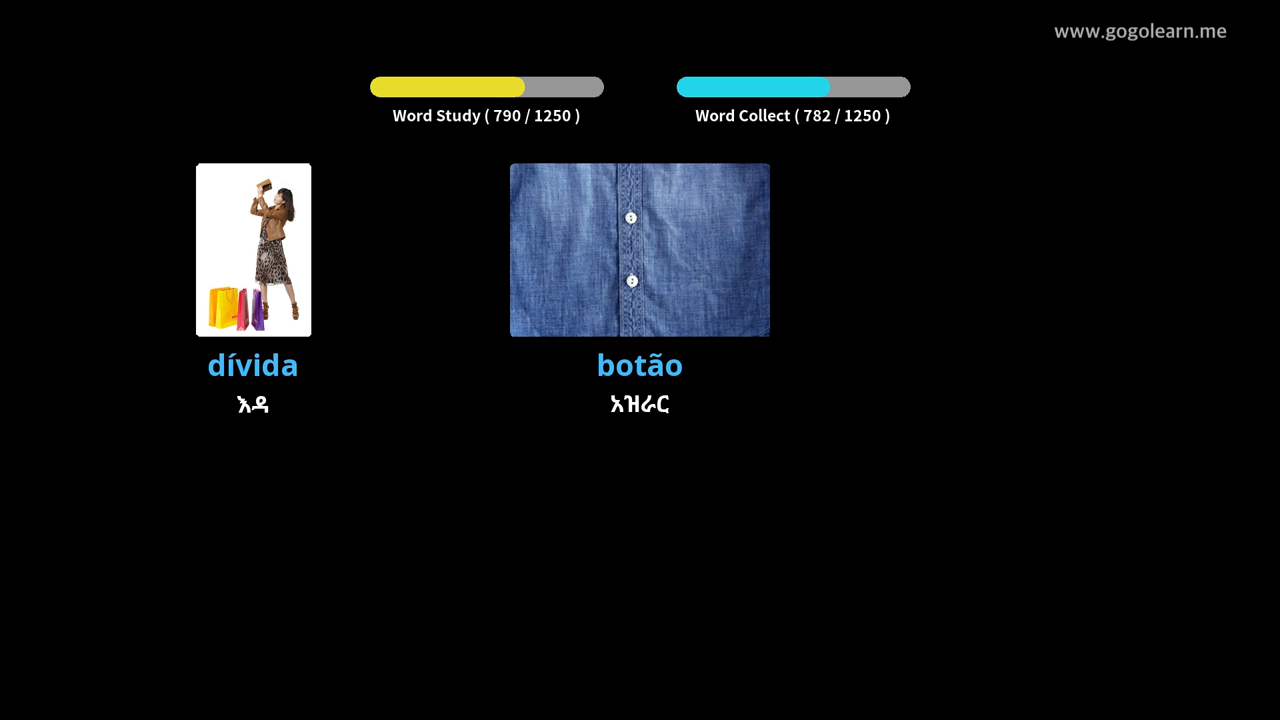 www.gogolearn.me
Word Study ( 790 / 1250 )
Word Collect ( 782 / 1250 )
dívida
እዳ
botão
አዝራር